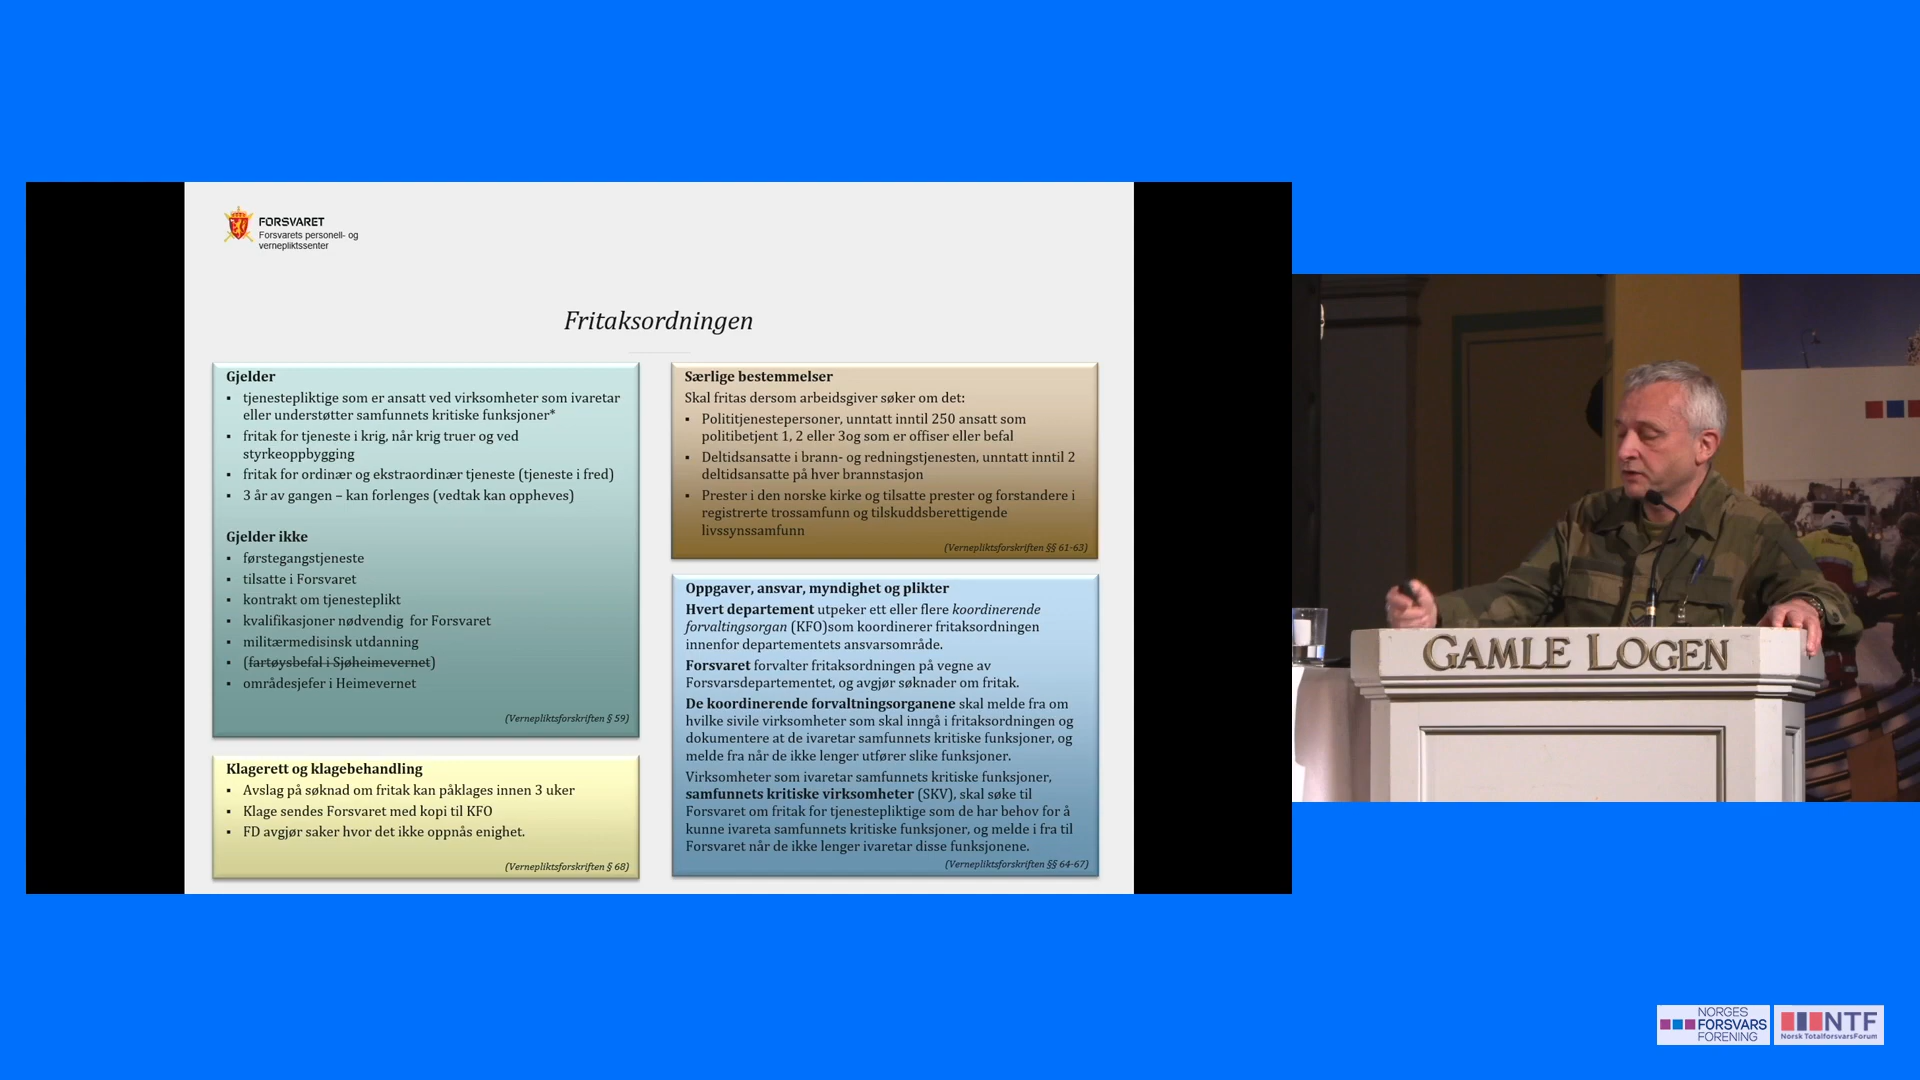 FORSVARET
Forsvarets personell- og
vernepliktssenter
Fritaksordningen
Gjelder
▪ tjenestepliktige som er ansatt ved virksomheter som ivaretar
eller understøtter samfunnets kritiske funksjoner*
▪ fritak for tjeneste i krig, når krig truer og ved
styrkeoppbygging
▪ fritak for ordinær og ekstraordinær tjeneste (tjeneste i fred)
▪ 3 år av gangen – kan forlenges (vedtak kan oppheves)
Gjelder ikke
▪ førstegangstjeneste
▪ tilsatte i Forsvaret
▪ kontrakt om tjenesteplikt
▪ kvalifikasjoner nødvendig for Forsvaret
▪ militærmedisinsk utdanning
▪ (fartøysbefal i Sjøheimevernet)
▪ områdesjefer i Heimevernet
(Vernepliktsforskriften § 59)
Klagerett og klagebehandling
▪ Avslag på søknad om fritak kan påklages innen 3 uker
▪ Klage sendes Forsvaret med kopi til KFO
▪ FD avgjør saker hvor det ikke oppnås enighet.
(Vernepliktsforskriften § 68)
Særlige bestemmelser
Skal fritas dersom arbeidsgiver søker om det:
▪ Polititjenestepersoner, unntatt inntil 250 ansatt som
politibetjent 1, 2 eller 3og som er offiser eller befal
▪ Deltidsansatte i brann- og redningstjenesten, unntatt inntil 2
deltidsansatte på hver brannstasjon
▪ Prester i den norske kirke og tilsatte prester og forstandere i
registrerte trossamfunn og tilskuddsberettigende
livssynssamfunn
(Vernepliktsforskriften §§ 61-63)
Oppgaver, ansvar, myndighet og plikter
Hvert departement utpeker ett eller flere koordinerende
forvaltingsorgan (KFO)som koordinerer fritaksordningen
innenfor departementets ansvarsområde.
Forsvaret forvalter fritaksordningen på vegne av
Forsvarsdepartementet, og avgjør søknader om fritak.
De koordinerende forvaltningsorganene skal melde fra om
hvilke sivile virksomheter som skal inngå i fritaksordningen og
dokumentere at de ivaretar samfunnets kritiske funksjoner, og
melde fra når de ikke lenger utfører slike funksjoner.
Virksomheter som ivaretar samfunnets kritiske funksjoner,
samfunnets kritiske virksomheter (SKV), skal søke til
Forsvaret om fritak for tjenestepliktige som de har behov for å
kunne ivareta samfunnets kritiske funksjoner, og melde i fra til
Forsvaret når de ikke lenger ivaretar disse funksjonene.
(Vernepliktsforskriften §§ 64-67)
GAMLE LOGEN
NORGES
FORSVARS
FORENING
NTF
Norsk TotalforsvarsForum